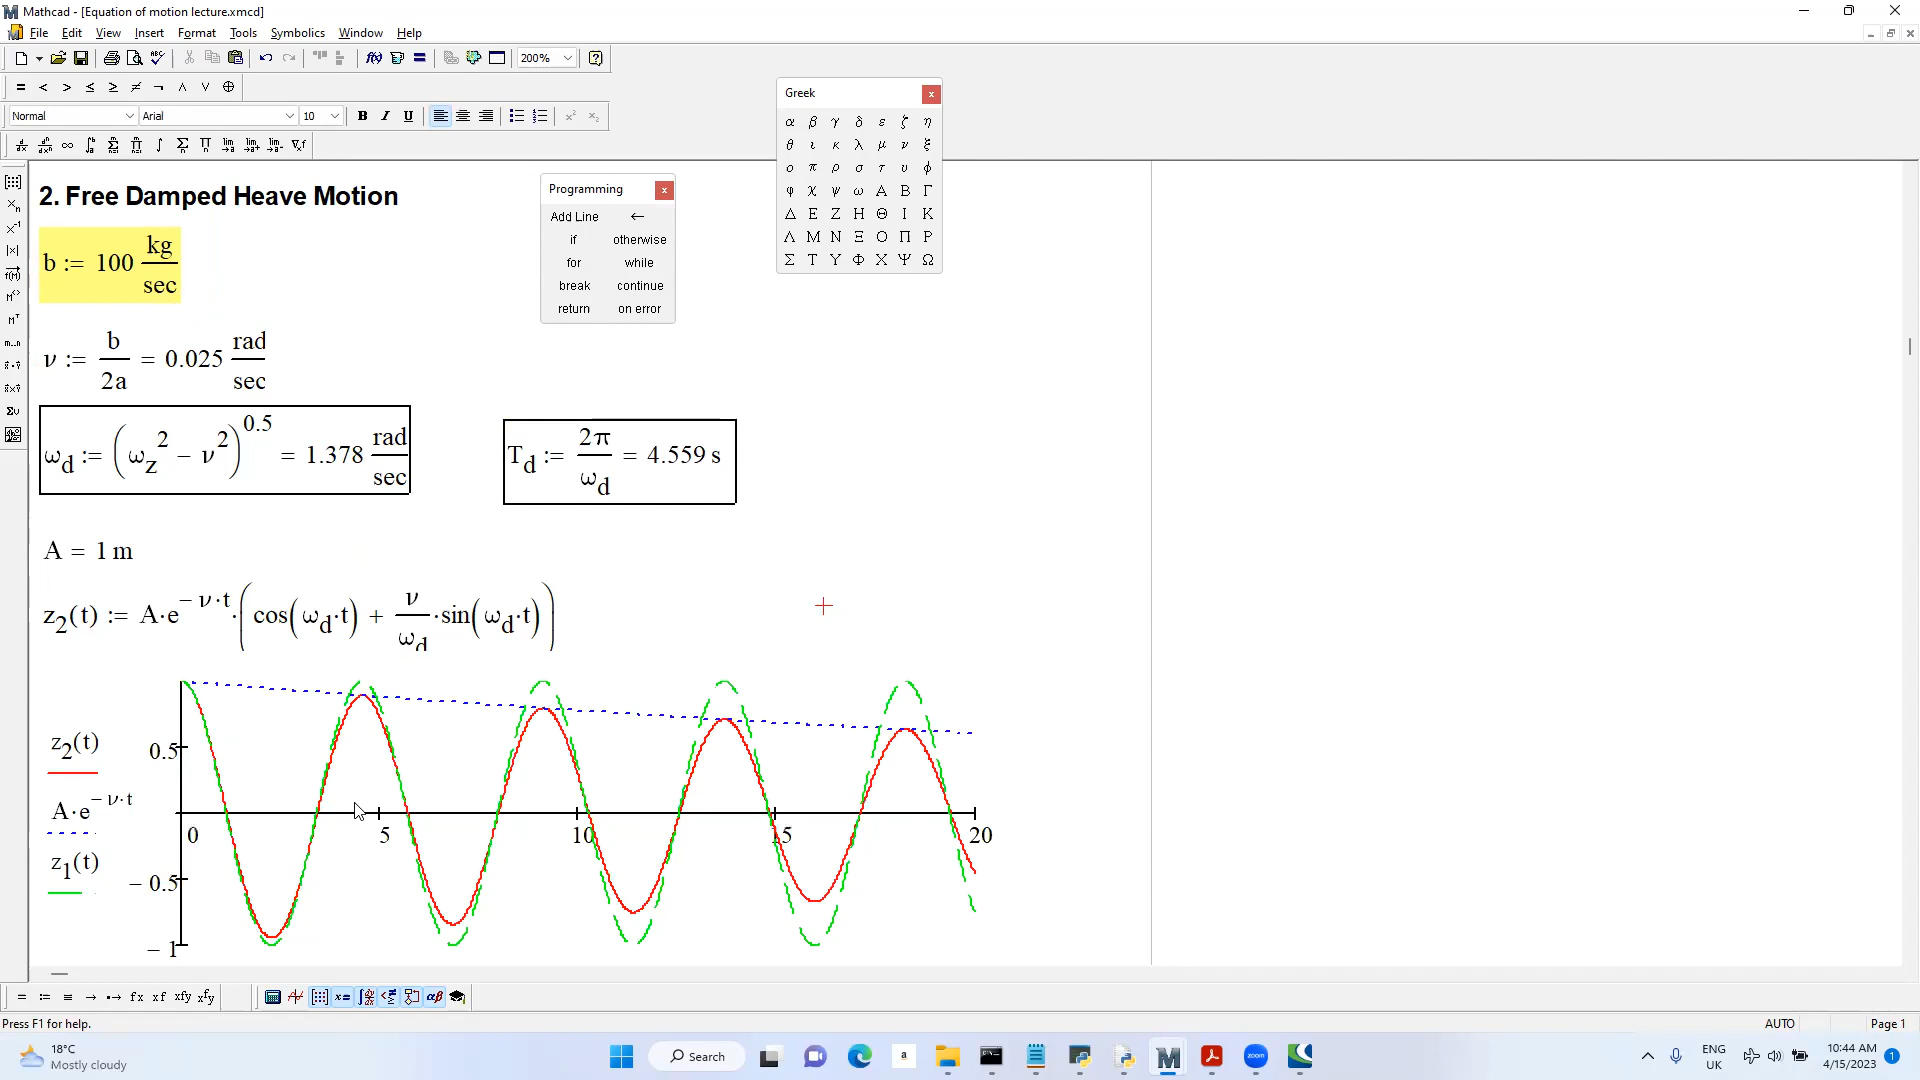 Mathcad - [Equation of motion lecture.xmcd]
File Edit View Insert Format Tools Symbolics Window Help
200%
= < > ≤ ≥ ≠ ¬ ∧ ∨ ⊕
Normal Arial 10 B I U
Greek
α β γ δ ε ζ η
θ ι κ λ μ ν ξ
ο π ρ σ τ υ ϕ
φ χ ψ ω Α Β Γ
Δ Ε Ζ Η Θ Ι Κ
Λ Μ Ν Ξ Ο Π Ρ
Σ Τ Υ Φ Χ Ψ Ω
Programming
Add Line ←
if otherwise
for while
break continue
return on error
2. Free Damped Heave Motion
b := 100 kg/sec
ν := b/2a = 0.025 rad/sec
ω_d := (ω_z^2 − ν^2)^0.5 = 1.378 rad/sec
T_d := 2π/ω_d = 4.559 s
A = 1 m
z_2(t) := A·e^(− ν·t)·(cos(ω_d·t) + ν/ω_d·sin(ω_d·t))
z_2(t)
A·e^(− ν·t)
z_1(t)
0.5
− 0.5
− 1
0 5 10 15 20
Press F1 for help.
AUTO
Page 1
18°C
Mostly cloudy
Search
a
zoom
ENG
UK
10:44 AM
4/15/2023
1